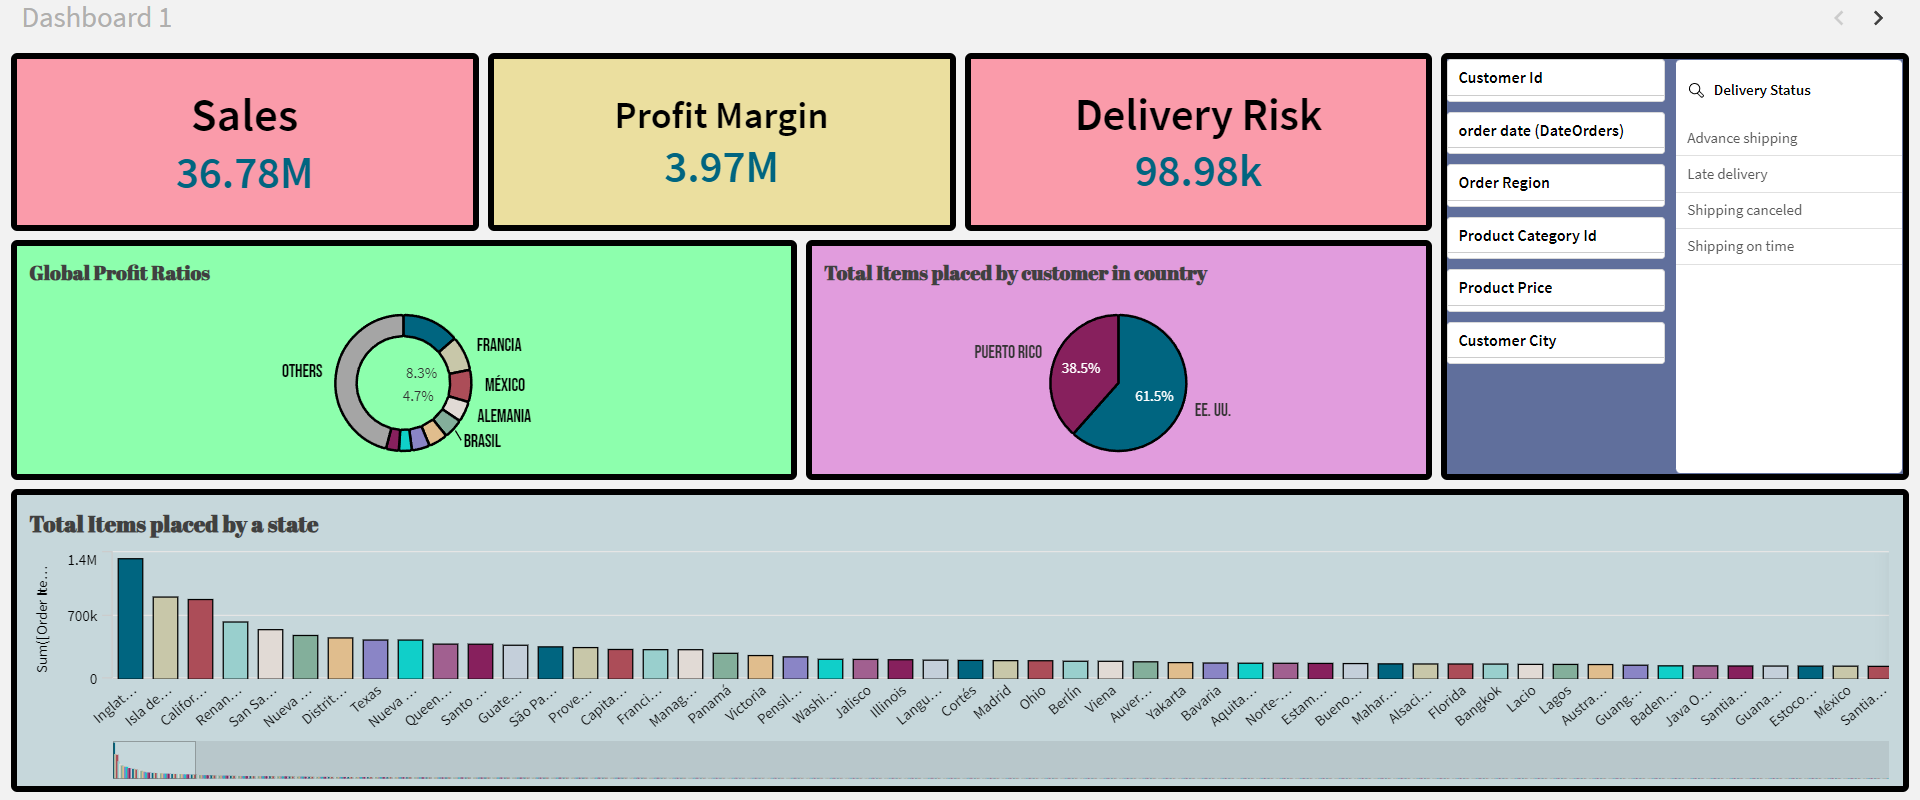 Dashboard 1
Sales
36.78M
Profit Margin
3.97M
Delivery Risk
98.98k
Customer Id
order date (DateOrders)
Order Region
Product Category Id
Product Price
Customer City
Delivery Status
Advance shipping
Late delivery
Shipping canceled
Shipping on time
Global Profit Ratios
OTHERS
FRANCIA
MÉXICO
ALEMANIA
BRASIL
8.3%
4.7%
Total Items placed by customer in country
PUERTO RICO
38.5%
61.5%
EE. UU.
Total Items placed by a state
Sum([Order Ite...
1.4M
700k
0
Inglat...
Isla de...
Califor...
Renan...
San Sa...
Nueva ...
Distrit...
Texas
Nueva ...
Queen...
Santo ...
Guate...
São Pa...
Prove...
Capita...
Franci...
Manag...
Panamá
Victoria
Pensil...
Washi...
Jalisco
Illinois
Langu...
Cortés
Madrid
Ohio
Berlín
Viena
Auver...
Yakarta
Bavaria
Aquita...
Norte-...
Estam...
Bueno...
Mahar...
Alsaci...
Florida
Bangkok
Lacio
Lagos
Austra...
Guang...
Baden...
Java O...
Santia...
Guana...
Estoco...
México
Santia...